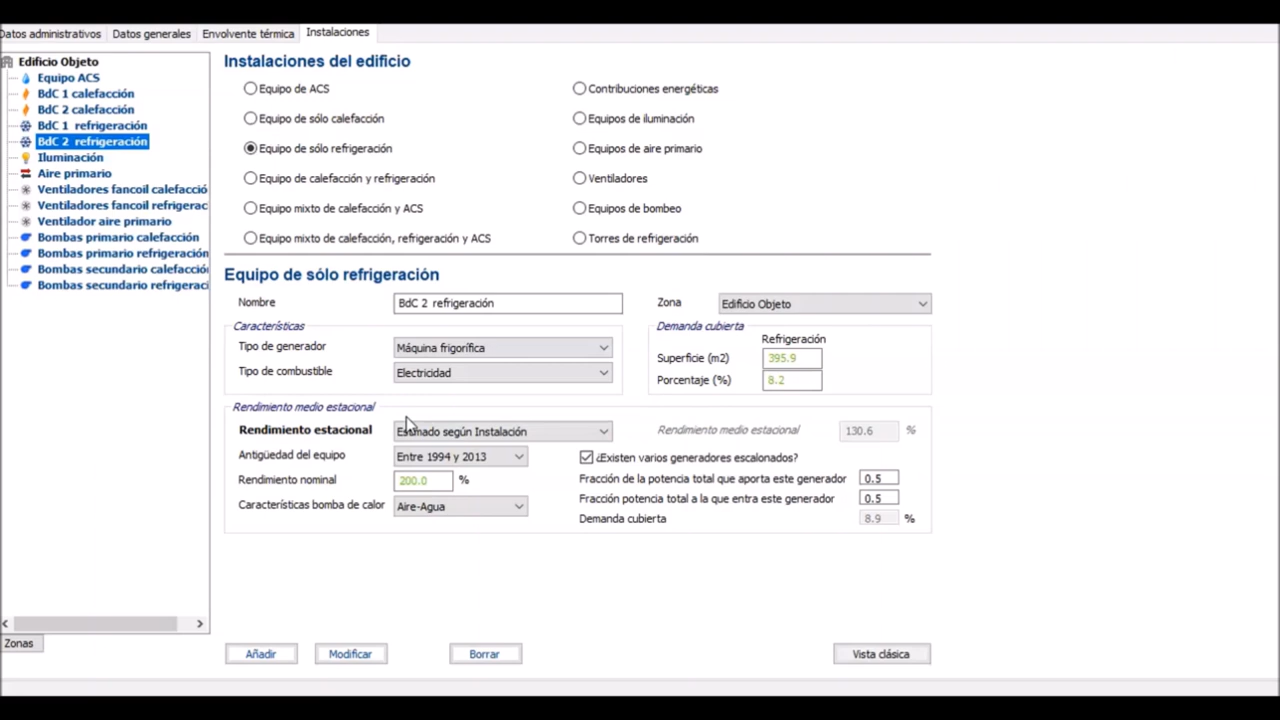 Datos administrativos Datos generales Envolvente térmica Instalaciones
Edificio Objeto
Equipo ACS
BdC 1 calefacción
BdC 2 calefacción
BdC 1 refrigeración
BdC 2 refrigeración
Iluminación
Aire primario
Ventiladores fancoil calefacció
Ventiladores fancoil refrigerac
Ventilador aire primario
Bombas primario calefacción
Bombas primario refrigeración
Bombas secundario calefacció
Bombas secundario refrigeraci
Zonas
Instalaciones del edificio
Equipo de ACS Contribuciones energéticas
Equipo de sólo calefacción Equipos de iluminación
Equipo de sólo refrigeración Equipos de aire primario
Equipo de calefacción y refrigeración Ventiladores
Equipo mixto de calefacción y ACS Equipos de bombeo
Equipo mixto de calefacción, refrigeración y ACS Torres de refrigeración
Equipo de sólo refrigeración
Nombre BdC 2 refrigeración Zona Edificio Objeto
Características Demanda cubierta
Refrigeración
Tipo de generador Máquina frigorífica Superficie (m2) 395.9
Tipo de combustible Electricidad Porcentaje (%) 8.2
Rendimiento medio estacional
Rendimiento estacional Estimado según Instalación Rendimiento medio estacional 130.6 %
Antigüedad del equipo Entre 1994 y 2013 ¿Existen varios generadores escalonados?
Rendimiento nominal 200.0 % Fracción de la potencia total que aporta este generador 0.5
Fracción potencia total a la que entra este generador 0.5
Características bomba de calor Aire-Agua Demanda cubierta 8.9 %
Añadir Modificar Borrar Vista clásica